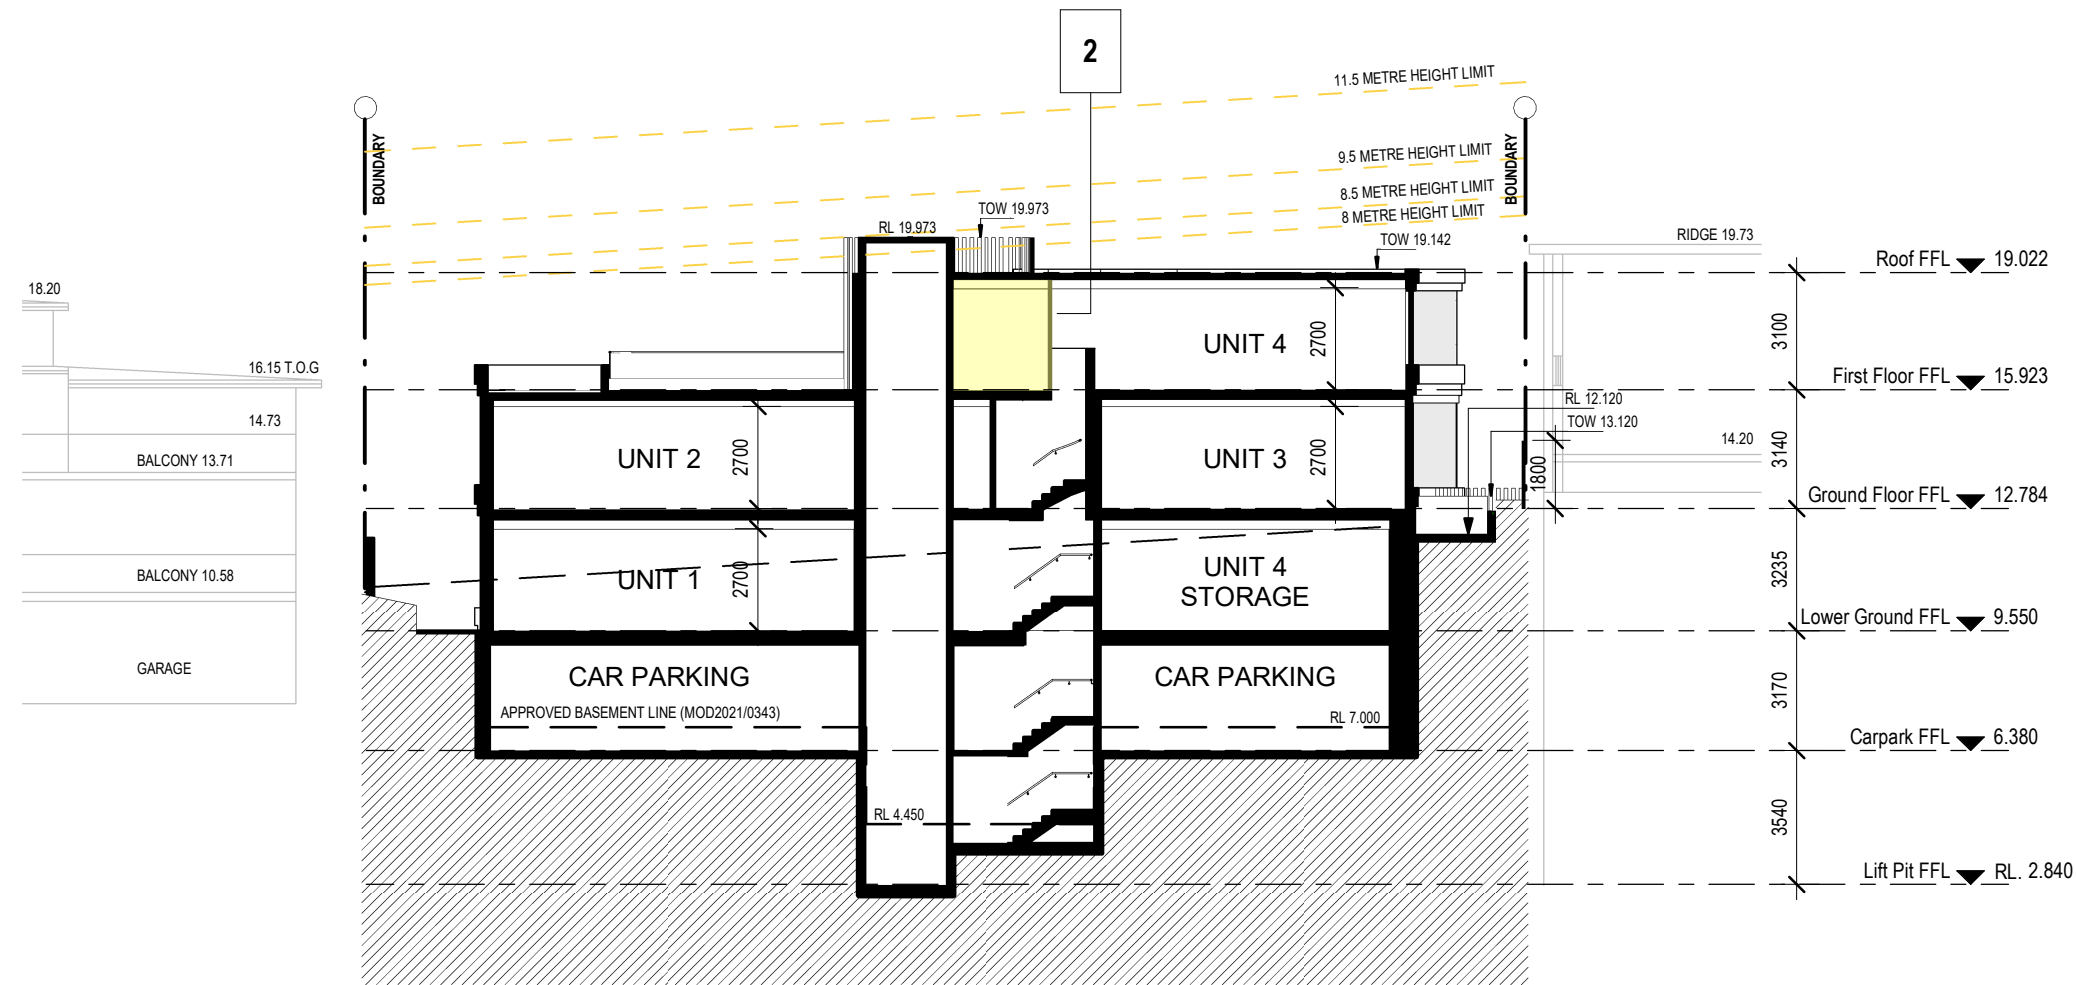 2
11.5 METRE HEIGHT LIMIT
BOUNDARY
BOUNDARY
9.5 METRE HEIGHT LIMIT
8.5 METRE HEIGHT LIMIT
8 METRE HEIGHT LIMIT
TOW 19.973
RL 19.973
TOW 19.142
RIDGE 19.73
Roof FFL 19.022
18.20
3100
UNIT 4
2700
16.15 T.O.G
First Floor FFL 15.923
RL 12.120
TOW 13.120
14.73
14.20
BALCONY 13.71
UNIT 2
2700
UNIT 3
2700
1800
3140
Ground Floor FFL 12.784
BALCONY 10.58
UNIT 1
2700
UNIT 4
STORAGE
3235
Lower Ground FFL 9.550
GARAGE
CAR PARKING
CAR PARKING
3170
APPROVED BASEMENT LINE (MOD2021/0343)
RL 7.000
Carpark FFL 6.380
RL 4.450
3540
Lift Pit FFL RL. 2.840